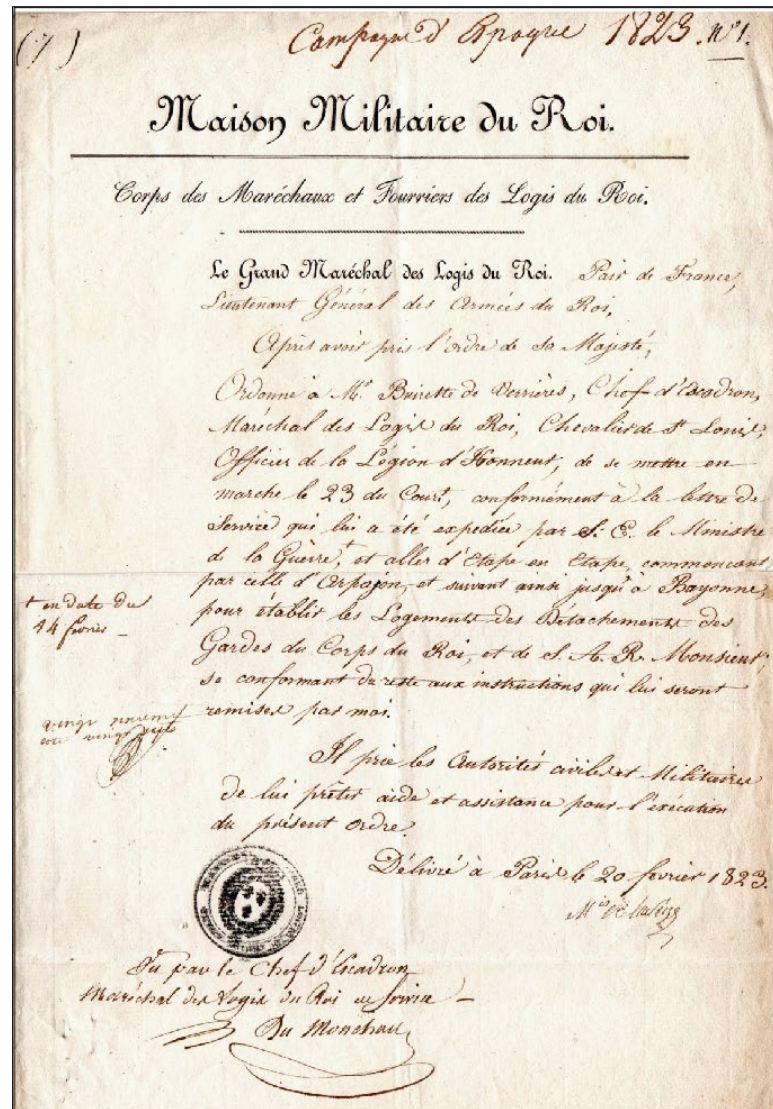 (7)
Campagne d'Espagne 1823. N°1.
Maison Militaire du Roi.
Corps des Maréchaux et Fourriers des Logis du Roi.
Le Grand Maréchal des Logis du Roi. Pair de France,
Lieutenant Général des Armées du Roi,
Après avoir pris l'ordre de Sa Majesté,
Ordonne à Mr. Buirette de Verrières, Chef d'Escadron,
Maréchal des Logis du Roi, Chevalier de St Louis,
Officier de la Légion d'Honneur, de se mettre en
marche le 23 du Court, conformément à la lettre de
Service qui lui a été expediée par S. E. le Ministre
de la Guerre,+ et aller d'Etape en Etape, commencant
par celle d'Arpajon, et suivant ainsi jusqu'à Bayonne,
+ en date du
14 février
pour établir les Logements des Détachements des
Gardes du Corps du Roi, et de S. A. R. Monsieur;
se conformant du reste aux instructions qui lui seront
remises par moi.
Il prie les Autorités civiles et Militaires
de lui prêter aide et assistance pour l'exécution
du présent ordre.
Délivré à Paris le 20 février 1823.
Mis de
Vu par le Chef d'Escadron
Maréchal des Logis du Roi en Service
Du Monchau